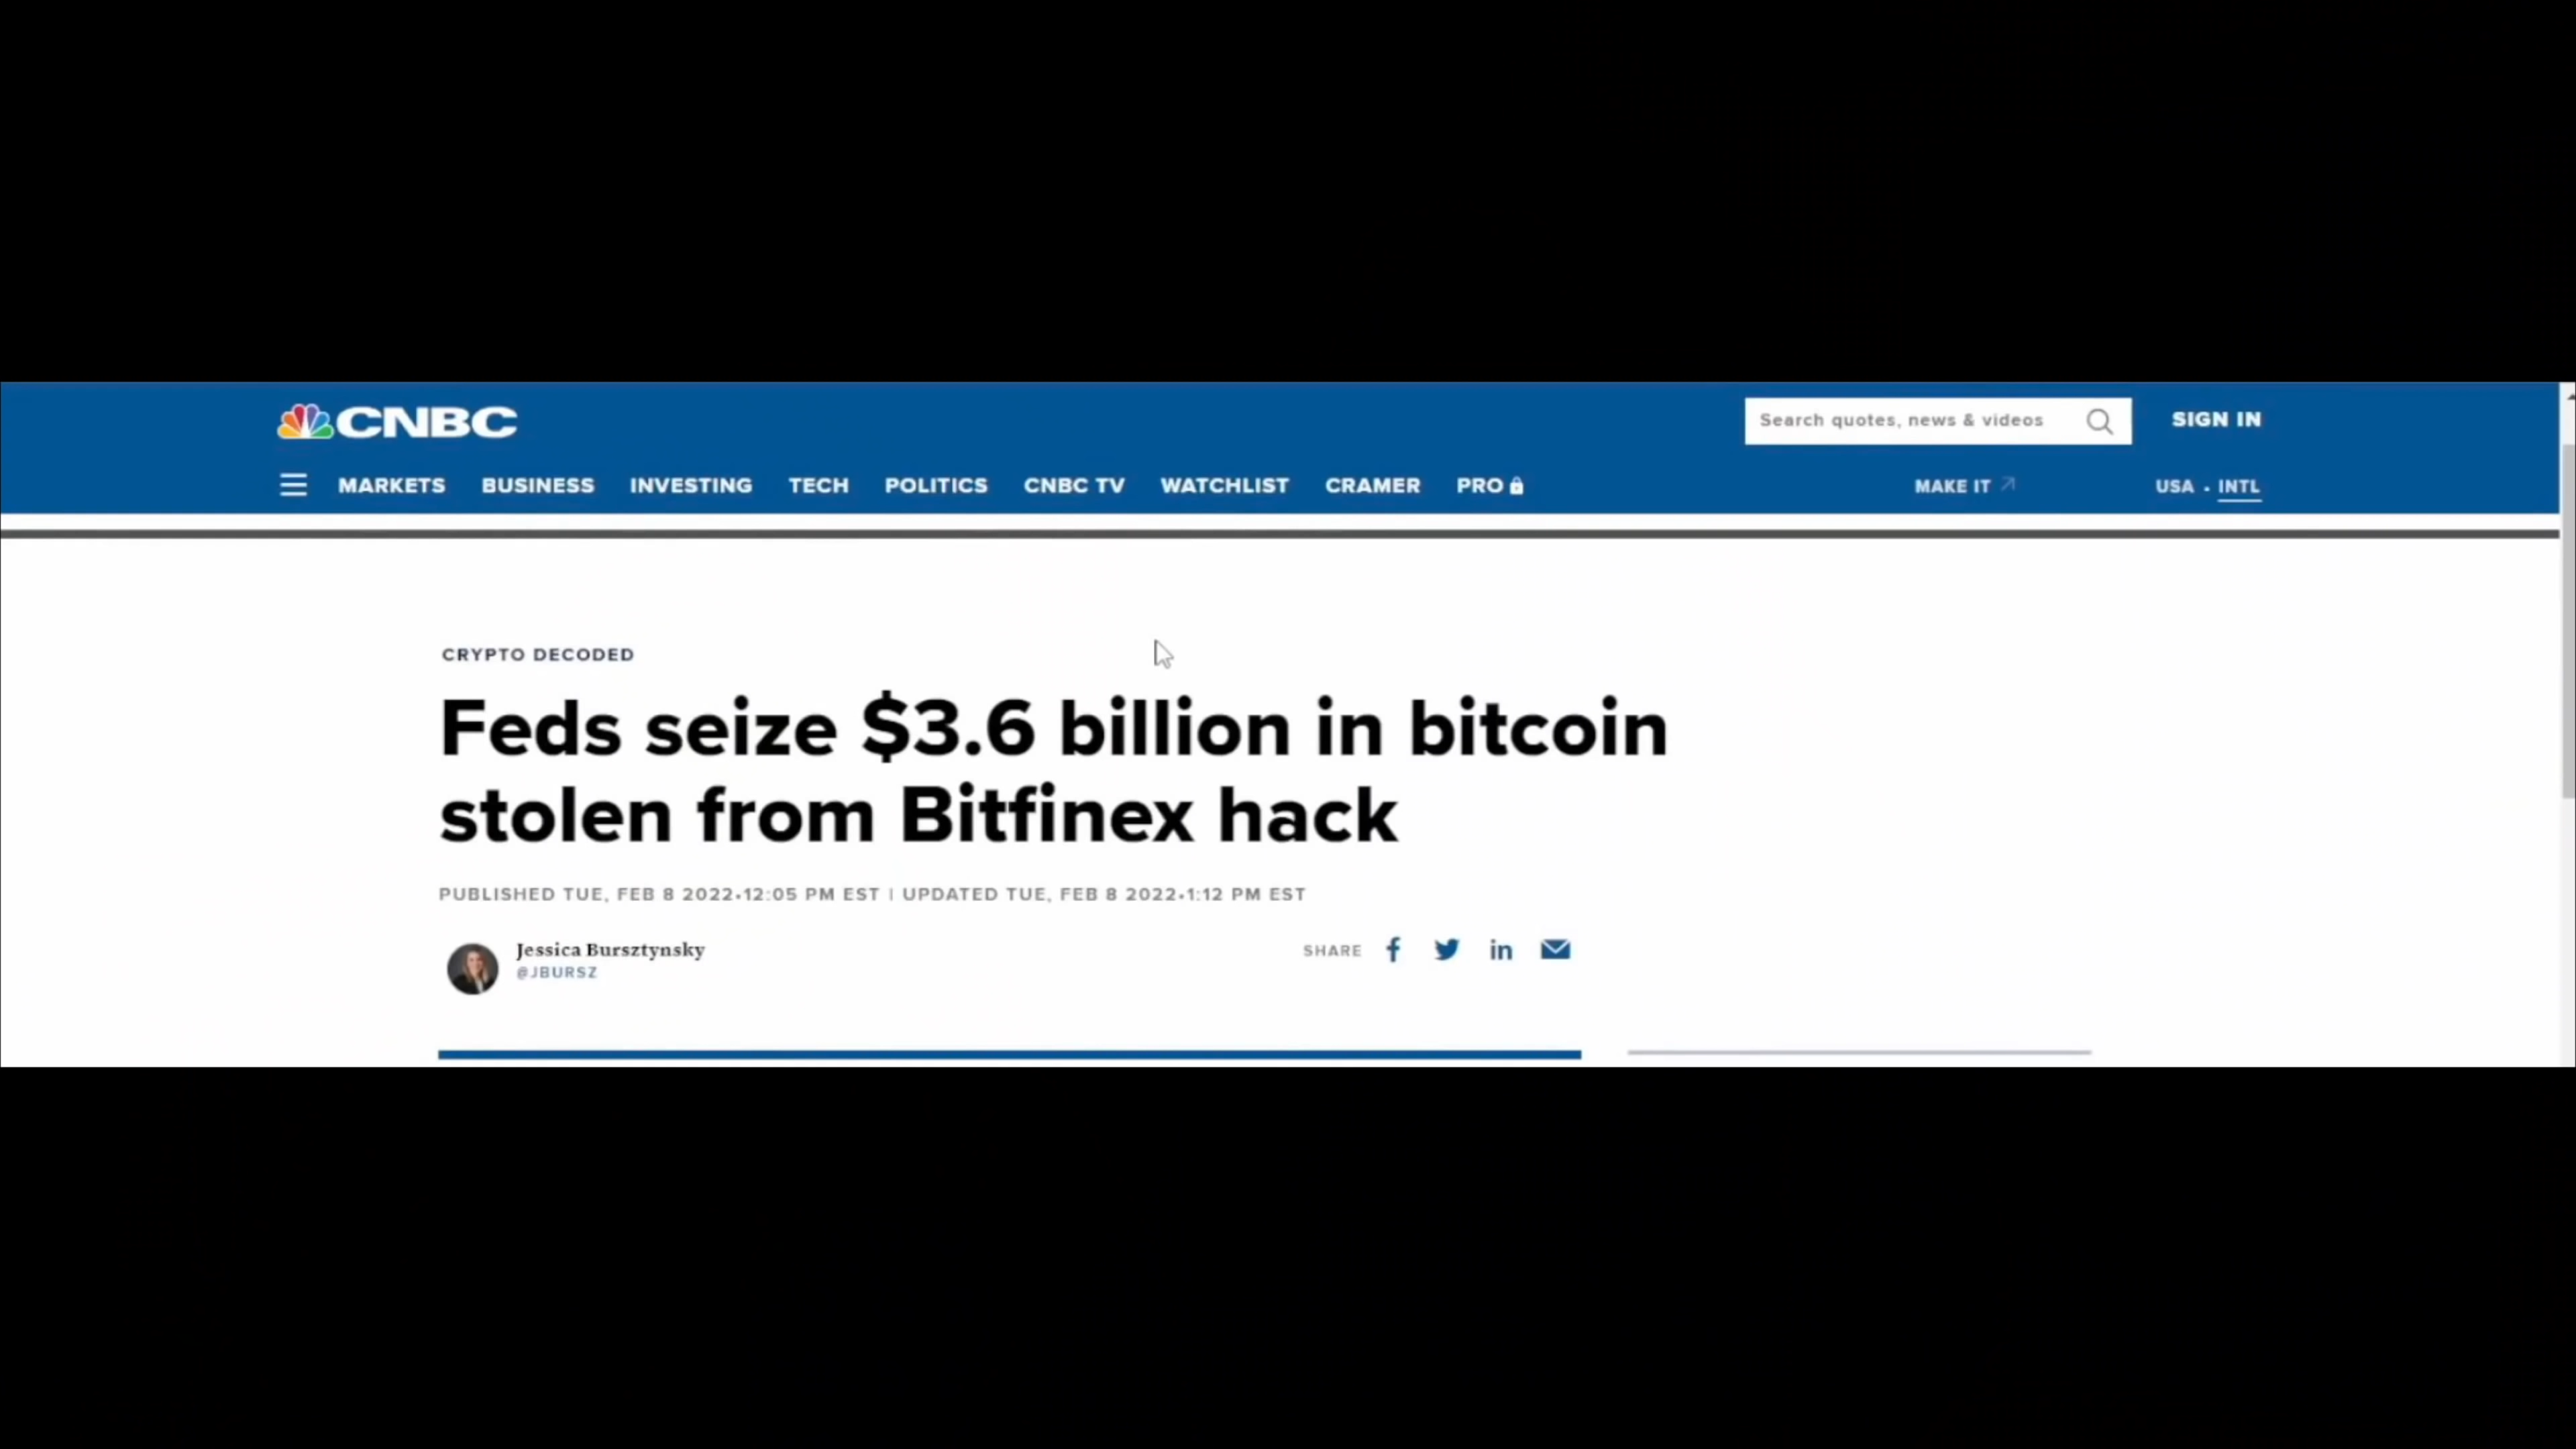 CNBC
Search quotes, news & videos
SIGN IN
MARKETS BUSINESS INVESTING TECH POLITICS CNBC TV WATCHLIST CRAMER PRO
MAKE IT
USA • INTL
CRYPTO DECODED
Feds seize $3.6 billion in bitcoin
stolen from Bitfinex hack
PUBLISHED TUE, FEB 8 2022•12:05 PM EST | UPDATED TUE, FEB 8 2022•1:12 PM EST
Jessica Bursztynsky
@JBURSZ
SHARE f in